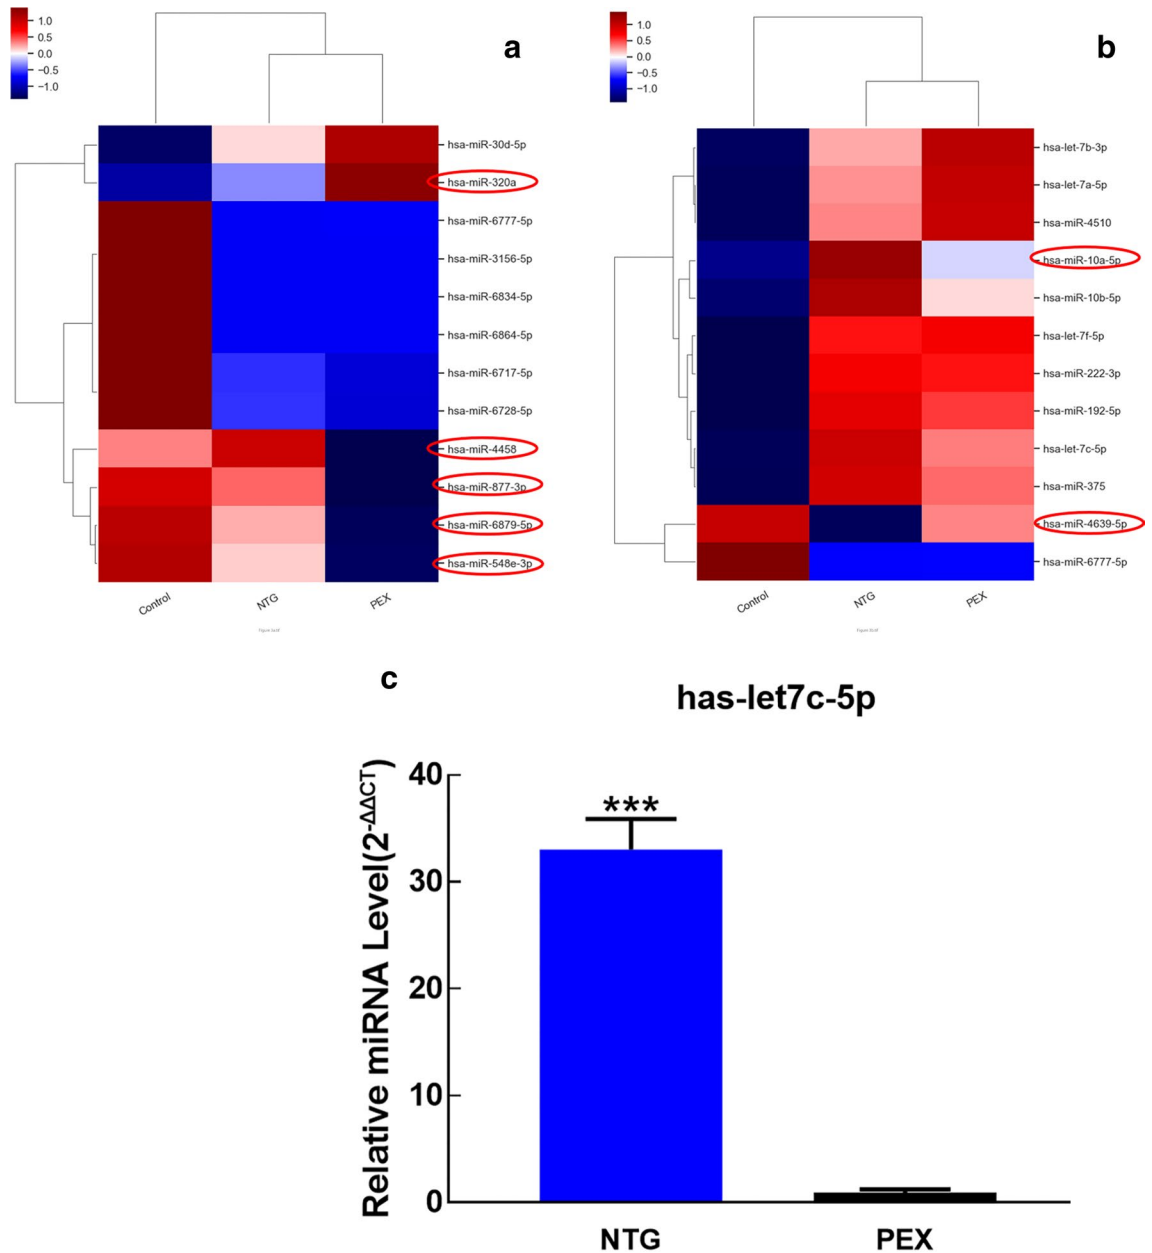 a
1.0
0.5
0.0
−0.5
−1.0
hsa-miR-30d-5p
hsa-miR-320a
hsa-miR-6777-5p
hsa-miR-3156-5p
hsa-miR-6834-5p
hsa-miR-6864-5p
hsa-miR-6717-5p
hsa-miR-6728-5p
hsa-miR-4458
hsa-miR-877-3p
hsa-miR-6879-5p
hsa-miR-548e-3p
Control
NTG
PEX
b
1.0
0.5
0.0
−0.5
−1.0
hsa-let-7b-3p
hsa-let-7a-5p
hsa-miR-4510
hsa-miR-10a-5p
hsa-miR-10b-5p
hsa-let-7f-5p
hsa-miR-222-3p
hsa-miR-192-5p
hsa-let-7c-5p
hsa-miR-375
hsa-miR-4639-5p
hsa-miR-6777-5p
Control
NTG
PEX
c
has-let7c-5p
Relative miRNA Level(2-ΔΔCT)
40
30
20
10
0
***
NTG
PEX